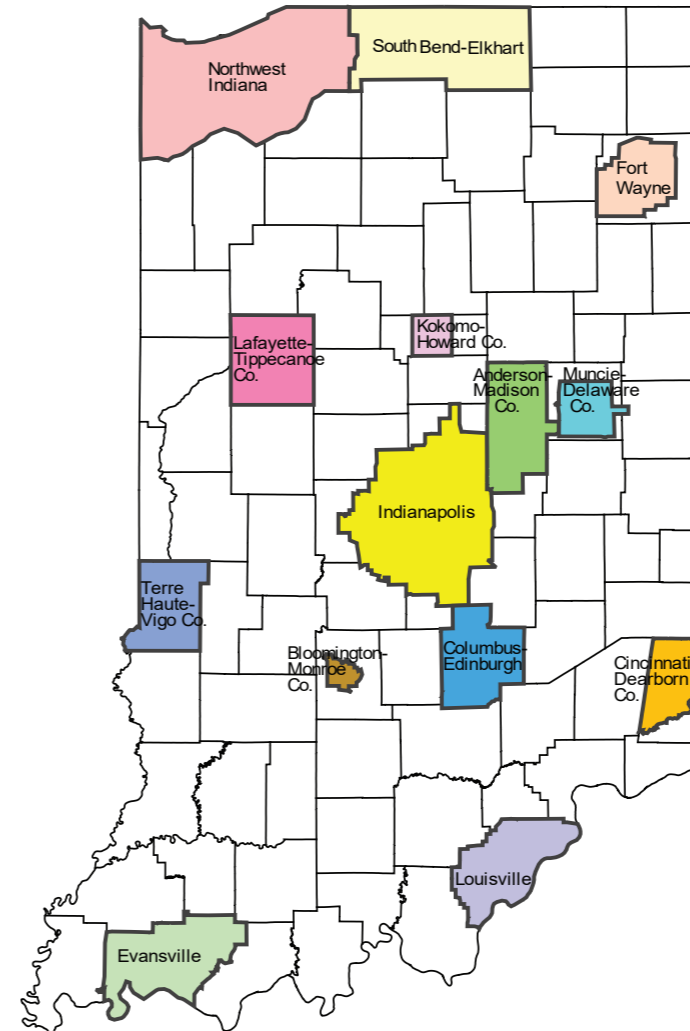 South Bend-Elkhart
Northwest
Indiana
Fort
Wayne
Kokomo-
Howard Co.
Lafayette-
Tippecanoe
Co.
Anderson-
Madison
Co.
Muncie-
Delaware
Co.
Indianapolis
Terre
Haute-
Vigo Co.
Bloomington-
Monroe
Co.
Columbus-
Edinburgh
Cincinnati
Dearborn
Co.
Louisville
Evansville